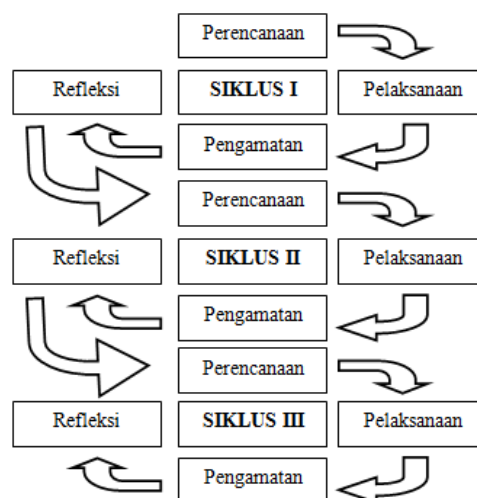 Perencanaan
Refleksi
SIKLUS I
Pelaksanaan
Pengamatan
Perencanaan
Refleksi
SIKLUS II
Pelaksanaan
Pengamatan
Perencanaan
Refleksi
SIKLUS III
Pelaksanaan
Pengamatan